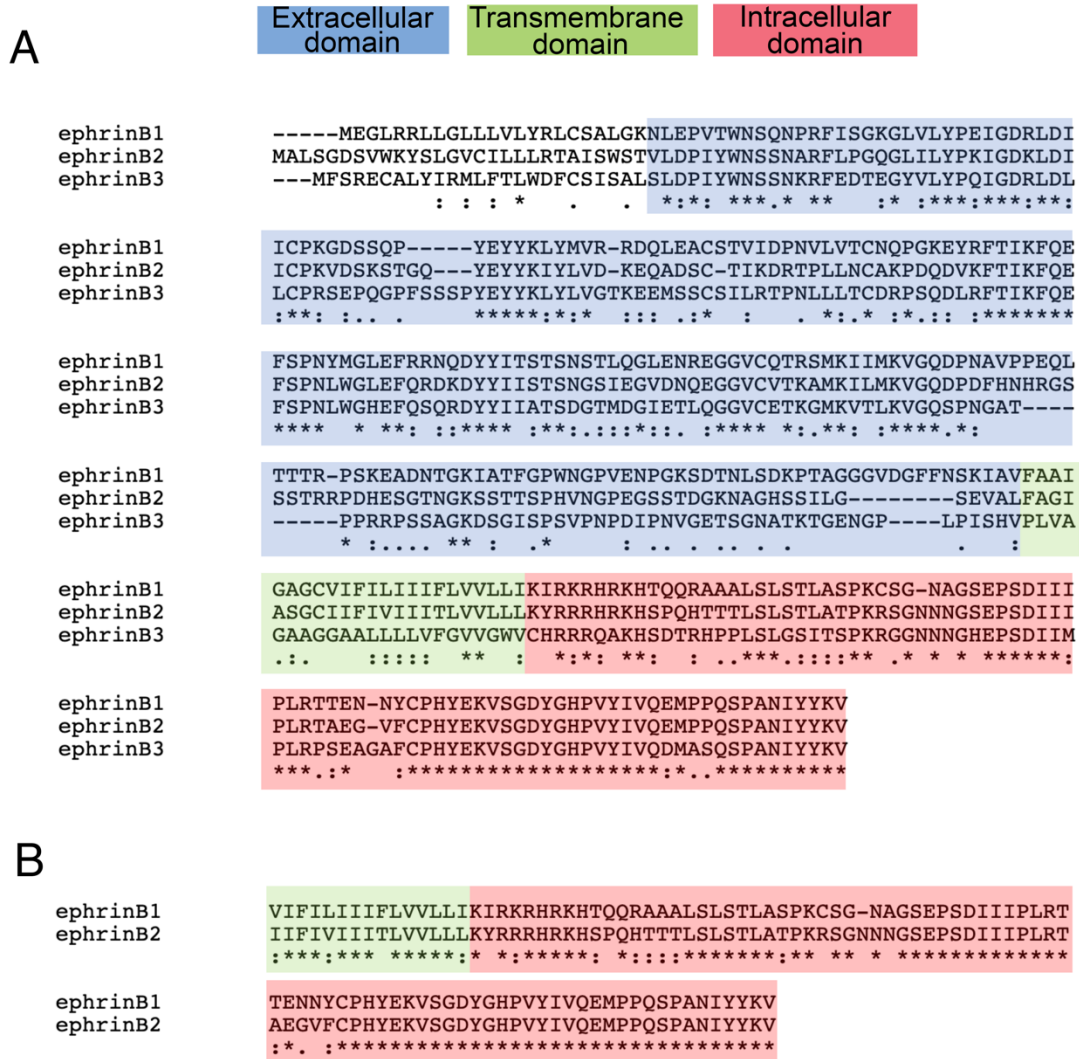 Extracellular domain
Transmembrane domain
Intracellular domain
A
ephrinB1 -----MEGLRRLLGLLLVLYRLCSALGKNLEPVTWNSQNPRFISGKGLVLYPEIGDRLDI
ephrinB2 MALSGDSVWKYSLGVCILLLRTAISWSTVLDPIYWNSSNARFLPGQGLILYPKIGDKLDI
ephrinB3 ---MFSRECALYIRMLFTLWDFCSISALSLDPIYWNSSNKRFEDTEGYVLYPQIGDRLDL
: : : * . . *:*: ***.* ** *: ***:***:**:
ephrinB1 ICPKGDSSQP-----YEYYKLYMVR-RDQLEACSTVIDPNVLVTCNQPGKEYRFTIKFQE
ephrinB2 ICPKVDSKSTGQ---YEYYKIYLVD-KEQADSC-TIKDRTPLLNCAKPDQDVKFTIKFQE
ephrinB3 LCPRSEPQGPFSSSPYEYYKLYLVGTKEEMSSCSILRTPNLLLTCDRPSQDLRFTIKFQE
:**: :.. . *****:*:* ::: .:* : . *:.* :*.:: :*******
ephrinB1 FSPNYMGLEFRRNQDYYITSTSNSTLQGLENREGGVCQTRSMKIIMKVGQDPNAVPPEQL
ephrinB2 FSPNLWGLEFQRDKDYYIISTSNGSIEGVDNQEGGVCVTKAMKILMKVGQDPDFHNHRGS
ephrinB3 FSPNLWGHEFQSQRDYYIIATSDGTMDGIETLQGGVCETKGMKVTLKVGQSPNGAT----
**** * **: ::**** :**:.:::*::. :**** *:.**: :****.*:
ephrinB1 TTTR-PSKEADNTGKIATFGPWNGPVENPGKSDTNLSDKPTAGGGVDGFFNSKIAVFAAI
ephrinB2 SSTRRPDHESGTNGKSSTTSPHVNGPEGSSTDGKNAGHSSILG--------SEVALFAGI
ephrinB3 -----PPRRPSSAGKDSGISPSVPNPDIPNVGETSGNATKTGENGP----LPISHVPLVA
* :.... ** : .* : .. . .. . . :
ephrinB1 GAGCVIFILIIIFLVVLLIKIRKRHRKHTQQRAAALSLSTLASPKCSG-NAGSEPSDIII
ephrinB2 ASGCIIFIVIIITLVVLLLKYRRRHRKHSPQHTTTLSLSTLATPKRSGNNNGSEPSDIII
ephrinB3 GAAGGAALLLLVFGVVGWVCHRRRQAKHSDTRHPPLSLGSITSPKRGGNNNGHEPSDIIM
.:. ::::: ** : *:*: **: : ..***.::::** .* * * ******:
ephrinB1 PLRTTEN-NYCPHYEKVSGDYGHPVYIVQEMPPQSPANIYYKV
ephrinB2 PLRTAEG-VFCPHYEKVSGDYGHPVYIVQEMPPQSPANIYYKV
ephrinB3 PLRPSEAGAFCPHYEKVSGDYGHPVYIVQDMASQSPANIYYKV
***.:* :*******************:*..***********
B
ephrinB1 VIFILIIIFLVVLLIKIRKRHRKHTQQRAAALSLSTLASPKCSG-NAGSEPSDIIIPLRT
ephrinB2 IIFIVIIITLVVLLLKYRRRHRKHSPQHTTTLSLSTLATPKRSGNNNGSEPSDIIIPLRT
:***:*** *****:* *:*****: *::::*******:** ** * *************
ephrinB1 TENNYCPHYEKVSGDYGHPVYIVQEMPPQSPANIYYKV
ephrinB2 AEGVFCPHYEKVSGDYGHPVYIVQEMPPQSPANIYYKV
:*. :*********************************